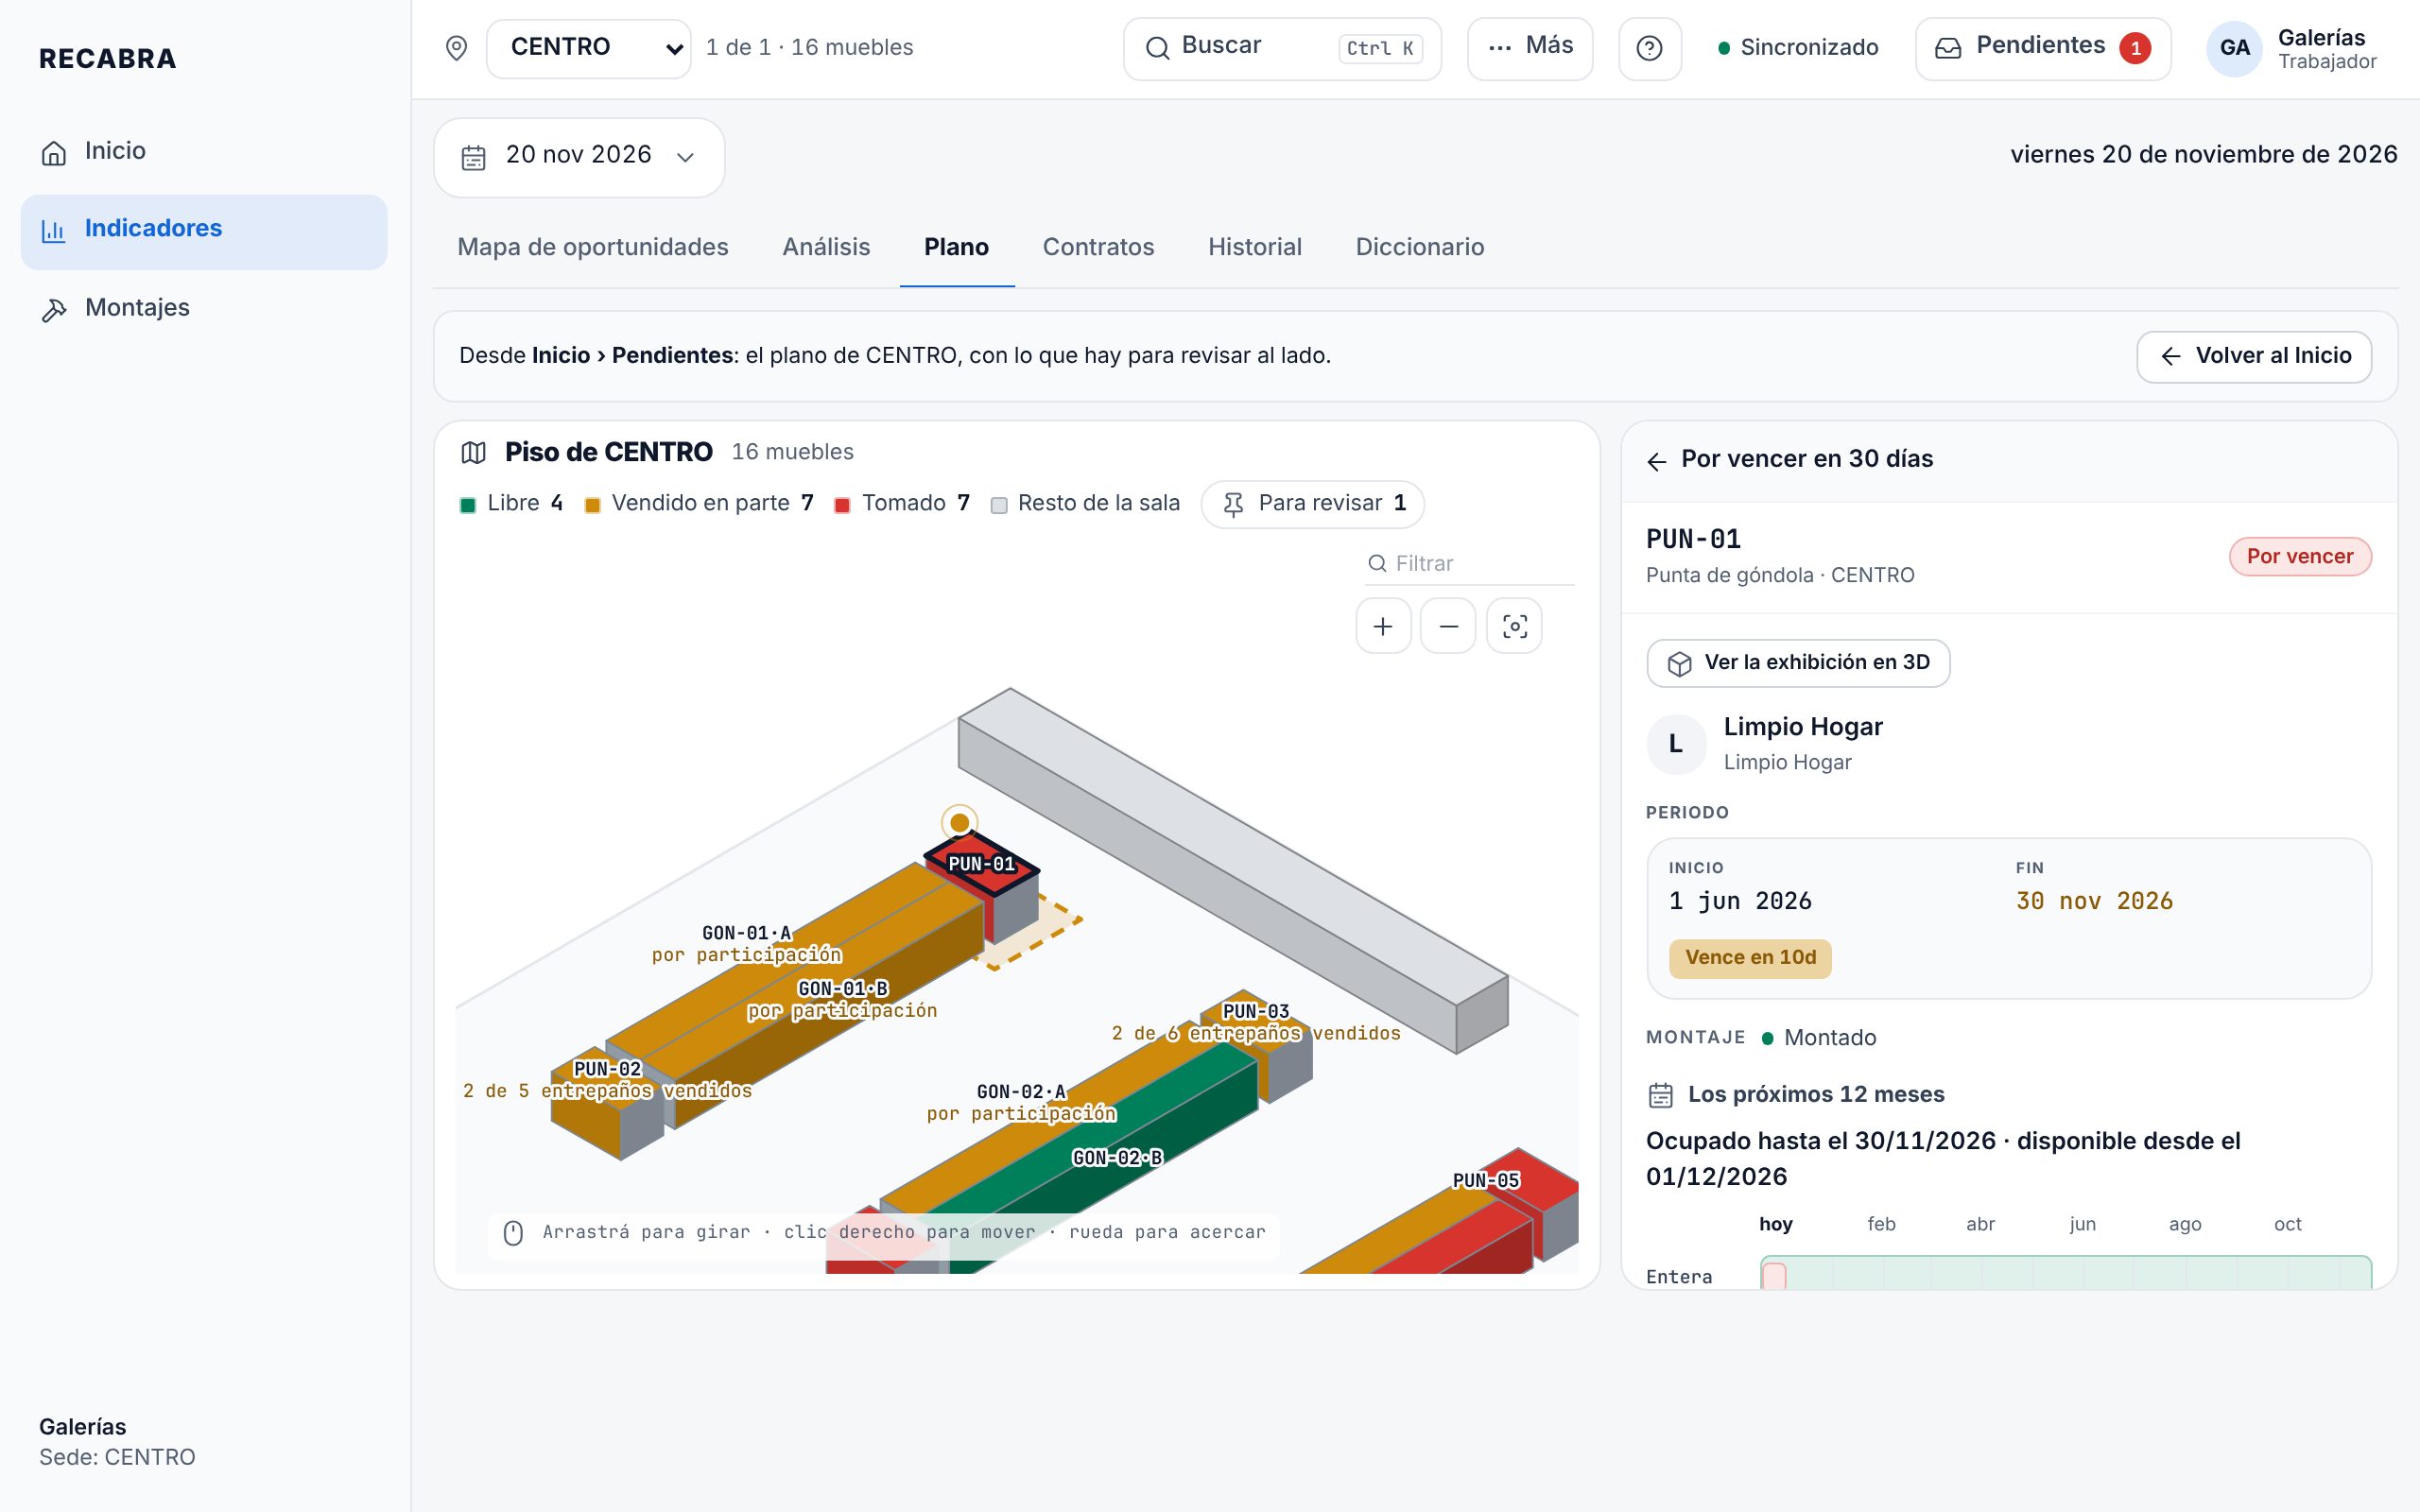 RECABRA
Inicio
Indicadores
Montajes
Galerías
Sede: CENTRO
CENTRO
1 de 1 · 16 muebles
Buscar
Ctrl K
Más
Sincronizado
Pendientes
1
GA
Galerías
Trabajador
20 nov 2026
viernes 20 de noviembre de 2026
Mapa de oportunidades
Análisis
Plano
Contratos
Historial
Diccionario
Desde Inicio › Pendientes: el plano de CENTRO, con lo que hay para revisar al lado.
Volver al Inicio
Piso de CENTRO
16 muebles
Libre 4
Vendido en parte 7
Tomado 7
Resto de la sala
Para revisar 1
Filtrar
PUN-01
GON-01·A
por participación
GON-01·B
por participación
PUN-03
2 de 6 entrepaños vendidos
PUN-02
2 de 5 entrepaños vendidos
GON-02·A
por participación
GON-02·B
PUN-05
Arrastrá para girar · clic derecho para mover · rueda para acercar
Por vencer en 30 días
PUN-01
Punta de góndola · CENTRO
Por vencer
Ver la exhibición en 3D
L
Limpio Hogar
Limpio Hogar
PERIODO
INICIO
1 jun 2026
FIN
30 nov 2026
Vence en 10d
MONTAJE
Montado
Los próximos 12 meses
Ocupado hasta el 30/11/2026 · disponible desde el
01/12/2026
hoy
feb
abr
jun
ago
oct
Entera